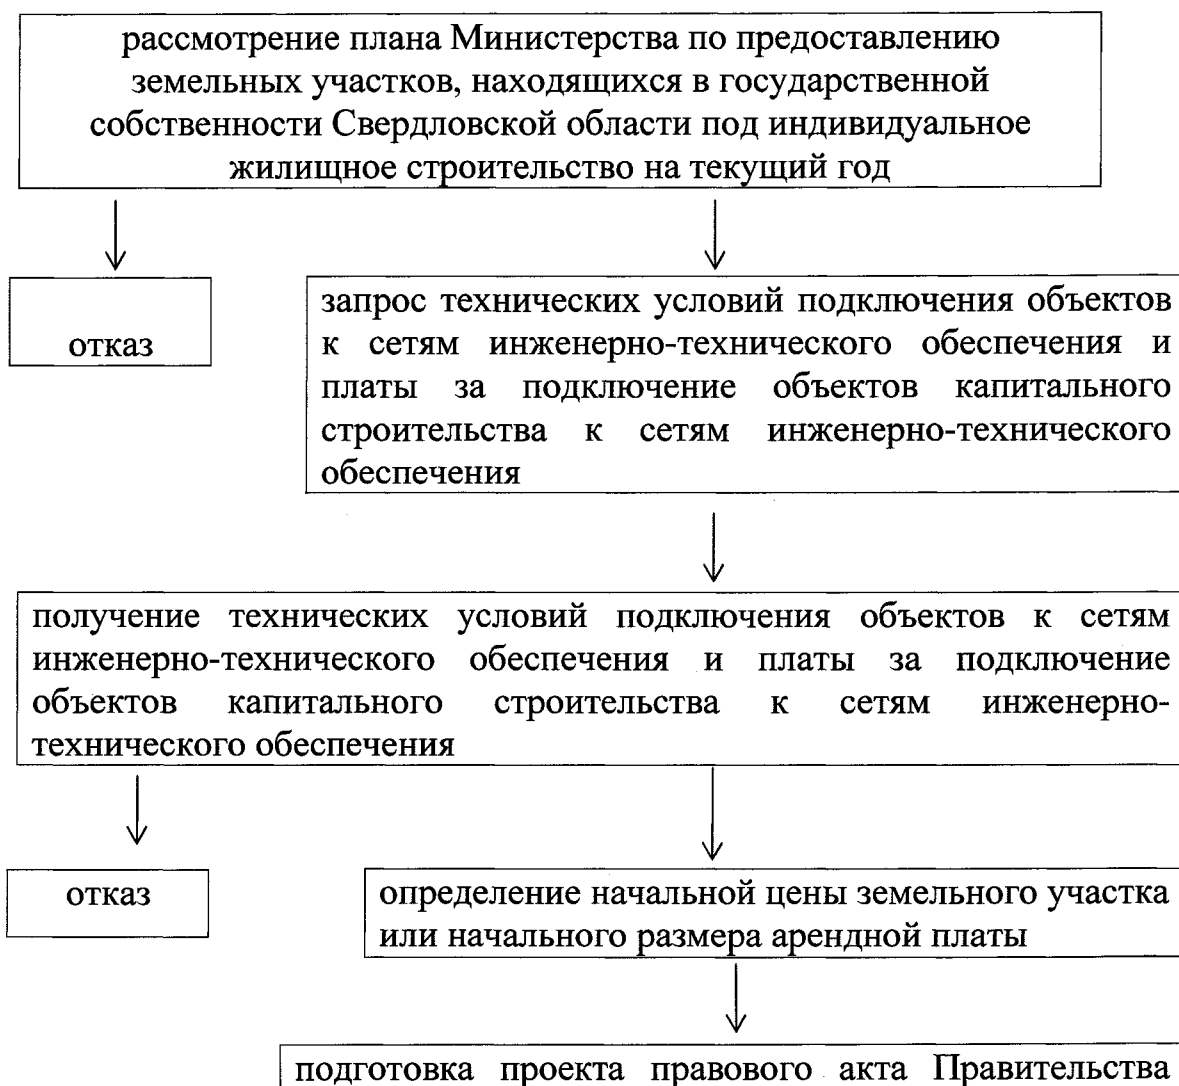 рассмотрение плана Министерства по предоставлению
земельных участков, находящихся в государственной
собственности Свердловской области под индивидуальное
жилищное строительство на текущий год
отказ
запрос технических условий подключения объектов
к сетям инженерно-технического обеспечения и
платы за подключение объектов капитального
строительства к сетям инженерно-технического
обеспечения
получение технических условий подключения объектов к сетям
инженерно-технического обеспечения и платы за подключение
объектов капитального строительства к сетям инженерно-
технического обеспечения
отказ
определение начальной цены земельного участка
или начального размера арендной платы
подготовка проекта правового акта Правительства